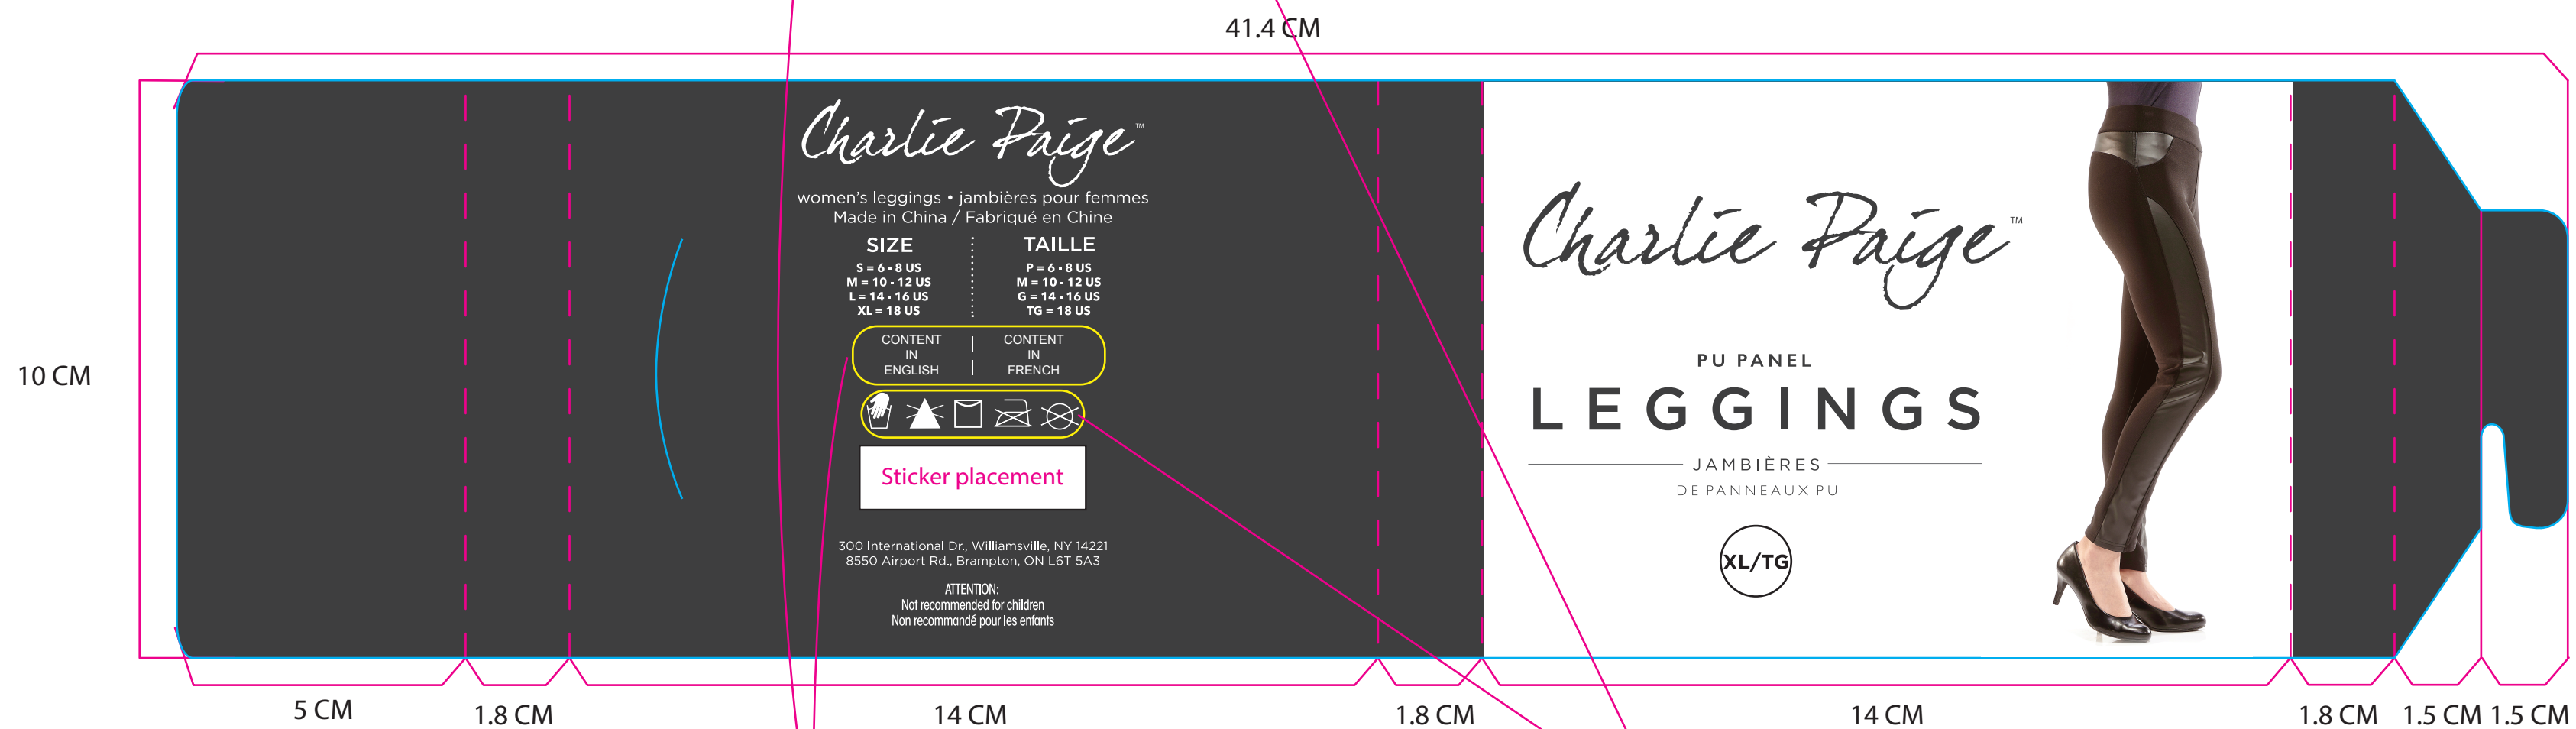 41.4 CM
10 CM
Charlie Paige™
women's leggings • jambières pour femmes
Made in China / Fabriqué en Chine
SIZE
S = 6 - 8 US
M = 10 - 12 US
L = 14 - 16 US
XL = 18 US
TAILLE
P = 6 - 8 US
M = 10 - 12 US
G = 14 - 16 US
TG = 18 US
CONTENT
IN
ENGLISH
CONTENT
IN
FRENCH
Sticker placement
300 International Dr., Williamsville, NY 14221
8550 Airport Rd., Brampton, ON L6T 5A3
ATTENTION:
Not recommended for children
Non recommandé pour les enfants
Charlie Paige™
PU PANEL
LEGGINGS
JAMBIÈRES
DE PANNEAUX PU
XL/TG
5 CM
1.8 CM
14 CM
1.8 CM
14 CM
1.8 CM
1.5 CM
1.5 CM